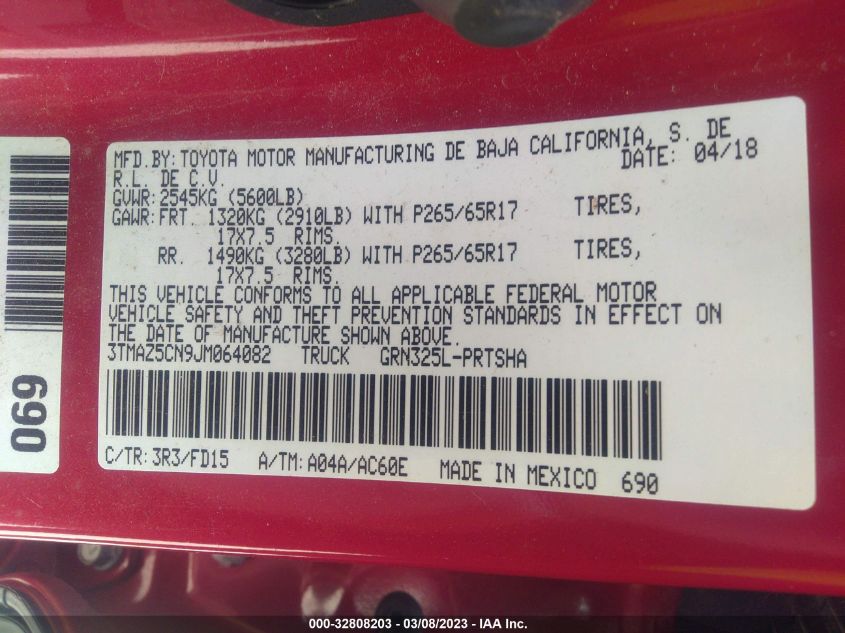 MFD.BY:TOYOTA MOTOR MANUFACTURING DE BAJA CALIFORNIA, S. DE
R.L. DE C.V. DATE: 04/18
GVWR:2545KG (5600LB)
GAWR:FRT. 1320KG (2910LB) WITH P265/65R17 TIRES,
17X7.5 RIMS.
RR. 1490KG (3280LB) WITH P265/65R17 TIRES,
17X7.5 RIMS.
THIS VEHICLE CONFORMS TO ALL APPLICABLE FEDERAL MOTOR
VEHICLE SAFETY AND THEFT PREVENTION STANDARDS IN EFFECT ON
THE DATE OF MANUFACTURE SHOWN ABOVE.
3TMAZ5CN9JM064082 TRUCK GRN325L-PRTSHA
C/TR:3R3/FD15 A/TM:A04A/AC60E MADE IN MEXICO 690
069
000-32808203 - 03/08/2023 - IAA Inc.